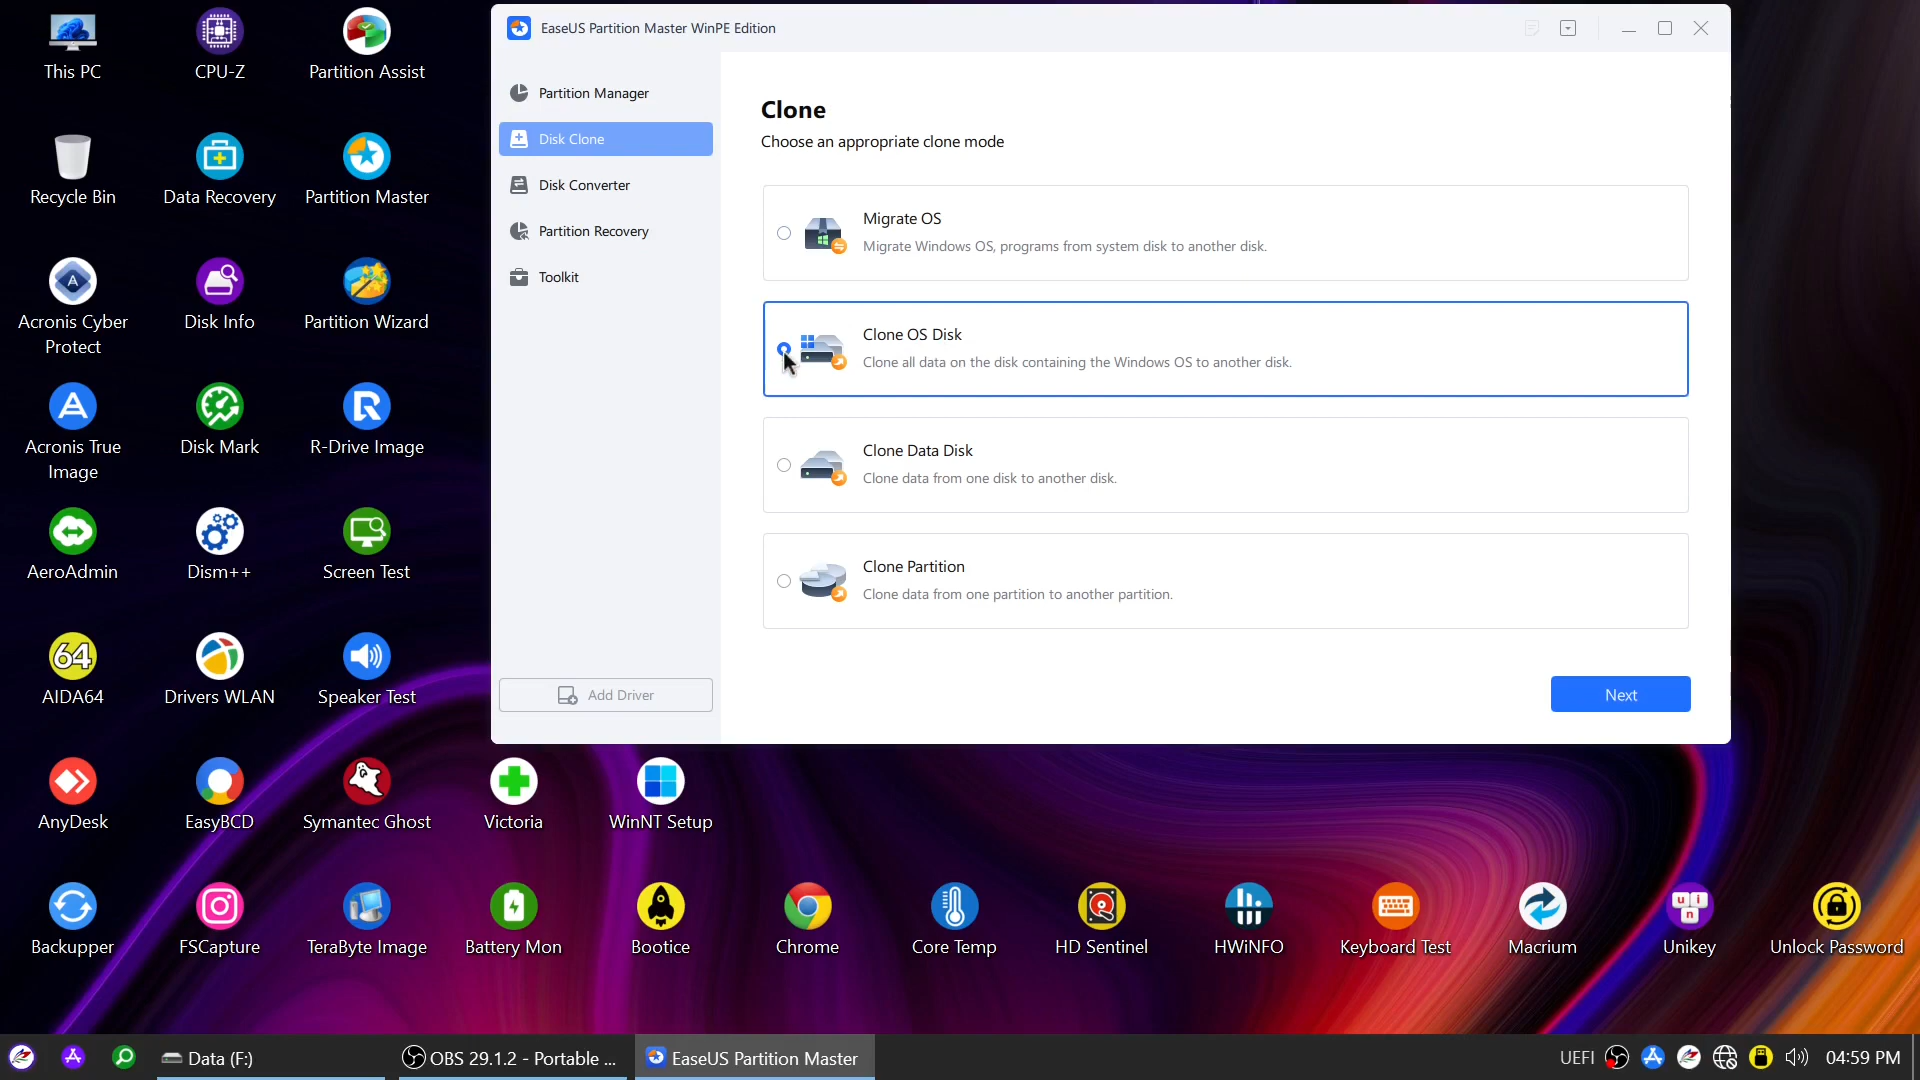 This PC
CPU-Z
Partition Assist
Recycle Bin
Data Recovery
Partition Master
Acronis Cyber
Protect
Disk Info
Partition Wizard
Acronis True
Image
Disk Mark
R-Drive Image
AeroAdmin
Dism++
Screen Test
64
AIDA64
Drivers WLAN
Speaker Test
AnyDesk
EasyBCD
Symantec Ghost
Victoria
WinNT Setup
Backupper
FSCapture
TeraByte Image
Battery Mon
Bootice
Chrome
Core Temp
HD Sentinel
HWiNFO
Keyboard Test
Macrium
Unikey
Unlock Password
EaseUS Partition Master WinPE Edition
Partition Manager
Disk Clone
Disk Converter
Partition Recovery
Toolkit
Add Driver
Clone
Choose an appropriate clone mode
Migrate OS
Migrate Windows OS, programs from system disk to another disk.
Clone OS Disk
Clone all data on the disk containing the Windows OS to another disk.
Clone Data Disk
Clone data from one disk to another disk.
Clone Partition
Clone data from one partition to another partition.
Next
Data (F:)
OBS 29.1.2 - Portable ...
EaseUS Partition Master
UEFI
04:59 PM